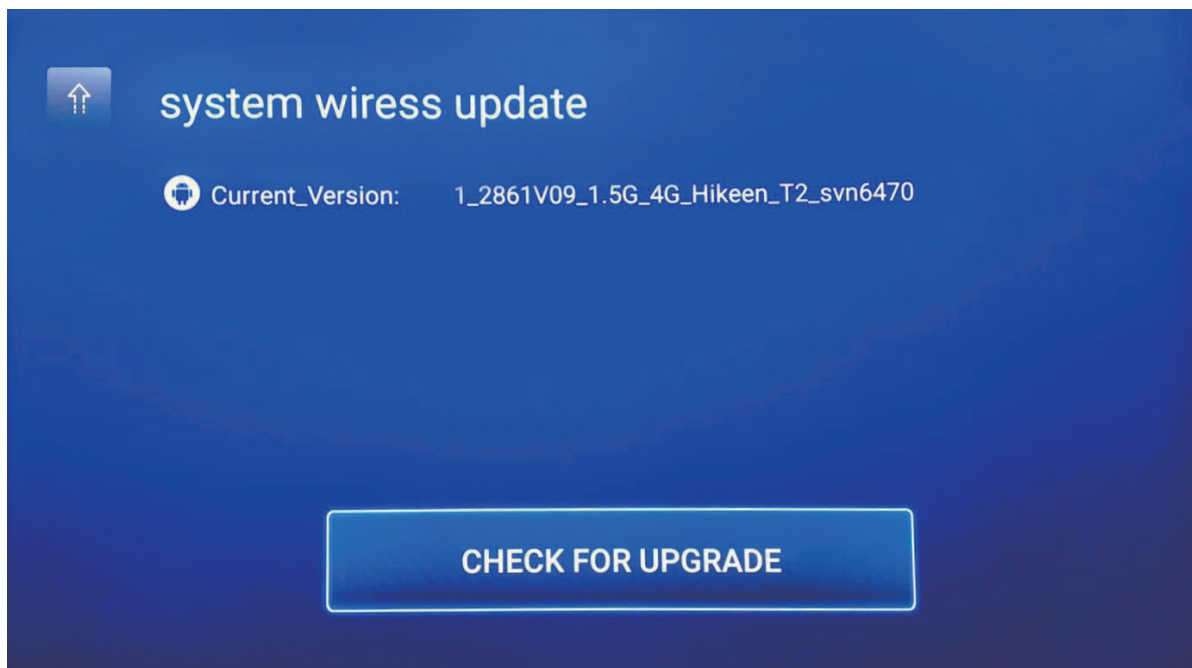 system wiress update
Current_Version: 1_2861V09_1.5G_4G_Hikeen_T2_svn6470
CHECK FOR UPGRADE